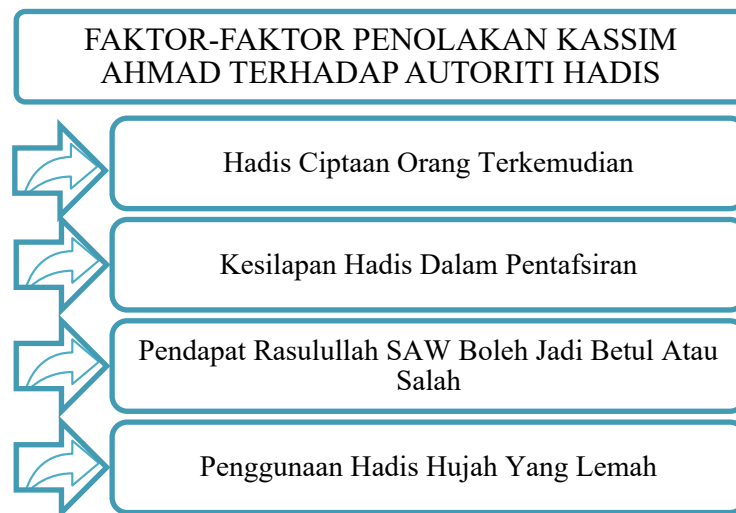 FAKTOR-FAKTOR PENOLAKAN KASSIM
AHMAD TERHADAP AUTORITI HADIS
Hadis Ciptaan Orang Terkemudian
Kesilapan Hadis Dalam Pentafsiran
Pendapat Rasulullah SAW Boleh Jadi Betul Atau
Salah
Penggunaan Hadis Hujah Yang Lemah